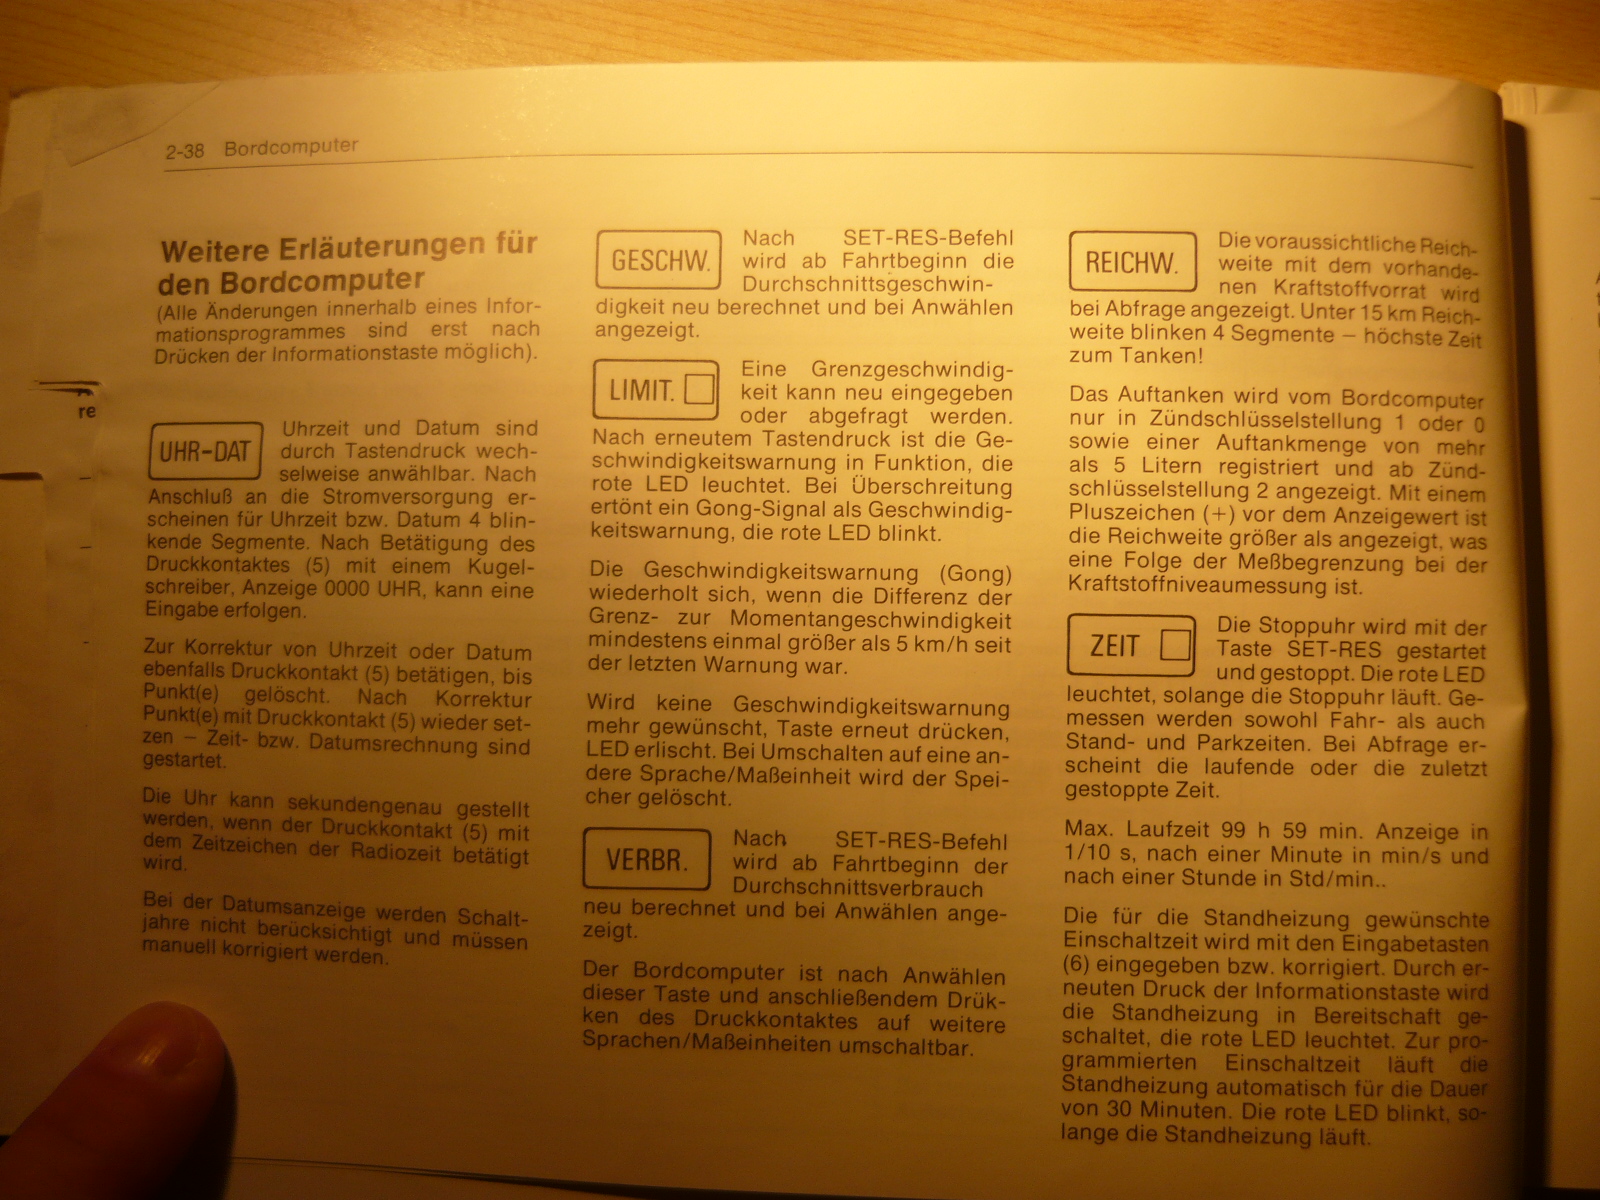 2-38 Bordcomputer
Weitere Erläuterungen für
den Bordcomputer
(Alle Änderungen innerhalb eines Infor-
mationsprogrammes sind erst nach
Drücken der Informationstaste möglich).
UHR-DAT
Uhrzeit und Datum sind
durch Tastendruck wech-
selweise anwählbar. Nach
Anschluß an die Stromversorgung er-
scheinen für Uhrzeit bzw. Datum 4 blin-
kende Segmente. Nach Betätigung des
Druckkontaktes (5) mit einem Kugel-
schreiber, Anzeige 0000 UHR, kann eine
Eingabe erfolgen.
Zur Korrektur von Uhrzeit oder Datum
ebenfalls Druckkontakt (5) betätigen, bis
Punkt(e) gelöscht. Nach Korrektur
Punkt(e) mit Druckkontakt (5) wieder set-
zen – Zeit- bzw. Datumsrechnung sind
gestartet.
Die Uhr kann sekundengenau gestellt
werden, wenn der Druckkontakt (5) mit
dem Zeitzeichen der Radiozeit betätigt
wird.
Bei der Datumsanzeige werden Schalt-
jahre nicht berücksichtigt und müssen
manuell korrigiert werden.
GESCHW.
Nach SET-RES-Befehl
wird ab Fahrtbeginn die
Durchschnittsgeschwin-
digkeit neu berechnet und bei Anwählen
angezeigt.
LIMIT.
Eine Grenzgeschwindig-
keit kann neu eingegeben
oder abgefragt werden.
Nach erneutem Tastendruck ist die Ge-
schwindigkeitswarnung in Funktion, die
rote LED leuchtet. Bei Überschreitung
ertönt ein Gong-Signal als Geschwindig-
keitswarnung, die rote LED blinkt.
Die Geschwindigkeitswarnung (Gong)
wiederholt sich, wenn die Differenz der
Grenz- zur Momentangeschwindigkeit
mindestens einmal größer als 5 km/h seit
der letzten Warnung war.
Wird keine Geschwindigkeitswarnung
mehr gewünscht, Taste erneut drücken,
LED erlischt. Bei Umschalten auf eine an-
dere Sprache/Maßeinheit wird der Spei-
cher gelöscht.
VERBR.
Nach SET-RES-Befehl
wird ab Fahrtbeginn der
Durchschnittsverbrauch
neu berechnet und bei Anwählen ange-
zeigt.
Der Bordcomputer ist nach Anwählen
dieser Taste und anschließendem Drük-
ken des Druckkontaktes auf weitere
Sprachen/Maßeinheiten umschaltbar.
REICHW.
Die voraussichtliche Reich-
weite mit dem vorhande-
nen Kraftstoffvorrat wird
bei Abfrage angezeigt. Unter 15 km Reich-
weite blinken 4 Segmente – höchste Zeit
zum Tanken!
Das Auftanken wird vom Bordcomputer
nur in Zündschlüsselstellung 1 oder 0
sowie einer Auftankmenge von mehr
als 5 Litern registriert und ab Zünd-
schlüsselstellung 2 angezeigt. Mit einem
Pluszeichen (+) vor dem Anzeigewert ist
die Reichweite größer als angezeigt, was
eine Folge der Meßbegrenzung bei der
Kraftstoffniveaumessung ist.
ZEIT
Die Stoppuhr wird mit der
Taste SET-RES gestartet
und gestoppt. Die rote LED
leuchtet, solange die Stoppuhr läuft. Ge-
messen werden sowohl Fahr- als auch
Stand- und Parkzeiten. Bei Abfrage er-
scheint die laufende oder die zuletzt
gestoppte Zeit.
Max. Laufzeit 99 h 59 min. Anzeige in
1/10 s, nach einer Minute in min/s und
nach einer Stunde in Std/min..
Die für die Standheizung gewünschte
Einschaltzeit wird mit den Eingabetasten
(6) eingegeben bzw. korrigiert. Durch er-
neuten Druck der Informationstaste wird
die Standheizung in Bereitschaft ge-
schaltet, die rote LED leuchtet. Zur pro-
grammierten Einschaltzeit läuft die
Standheizung automatisch für die Dauer
von 30 Minuten. Die rote LED blinkt, so-
lange die Standheizung läuft.
re